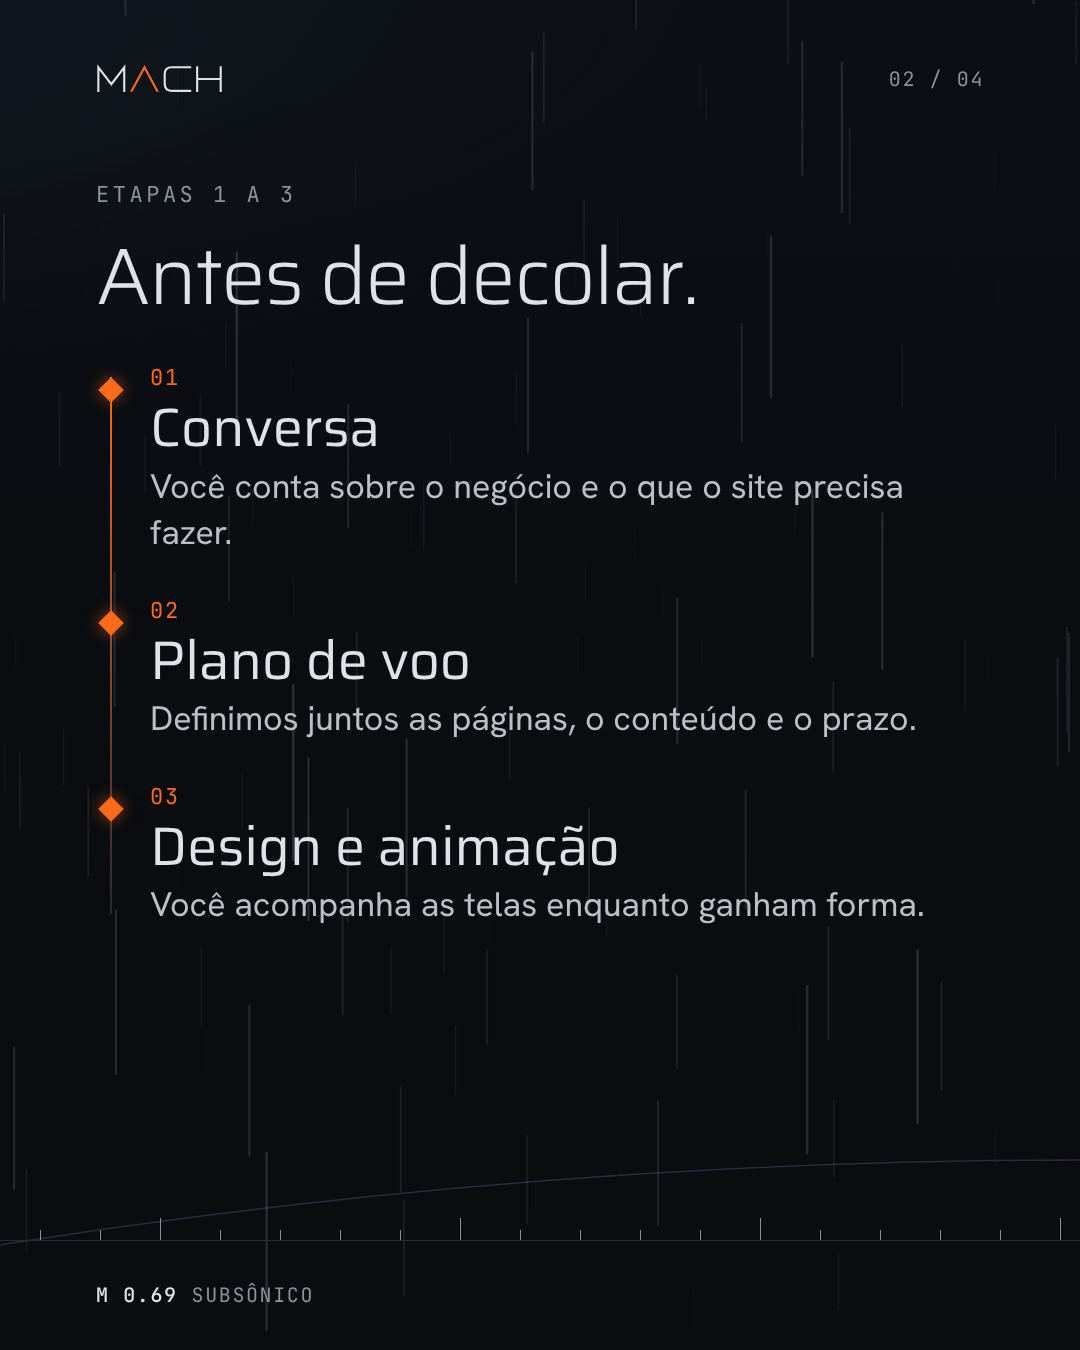 MACH
02 / 04
ETAPAS 1 A 3
Antes de decolar.
01
Conversa
Você conta sobre o negócio e o que o site precisa
fazer.
02
Plano de voo
Definimos juntos as páginas, o conteúdo e o prazo.
03
Design e animação
Você acompanha as telas enquanto ganham forma.
M 0.69 SUBSÔNICO